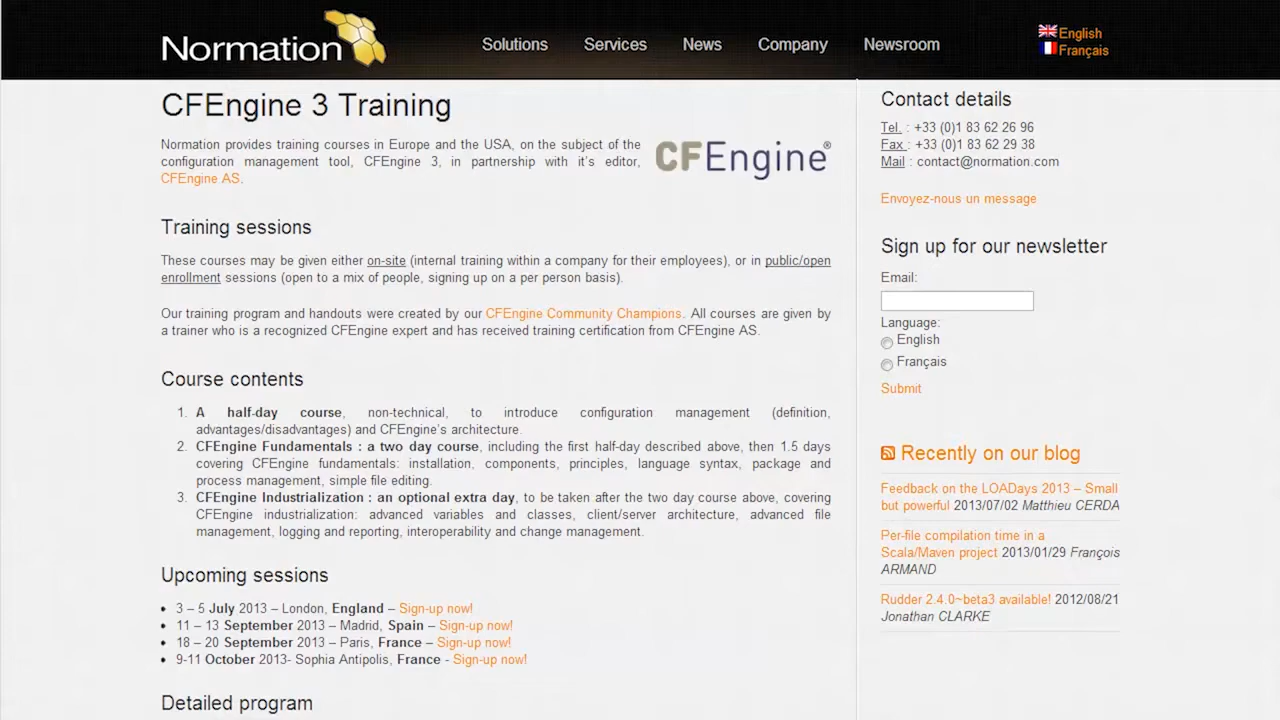 Normation
Solutions
Services
News
Company
Newsroom
English
Français
CFEngine 3 Training
Normation provides training courses in Europe and the USA, on the subject of the
configuration management tool, CFEngine 3, in partnership with it's editor,
CFEngine AS.
CFEngine®
Training sessions
These courses may be given either on-site (internal training within a company for their employees), or in public/open
enrollment sessions (open to a mix of people, signing up on a per person basis).
Our training program and handouts were created by our CFEngine Community Champions. All courses are given by
a trainer who is a recognized CFEngine expert and has received training certification from CFEngine AS.
Course contents
1. A half-day course, non-technical, to introduce configuration management (definition,
advantages/disadvantages) and CFEngine's architecture.
2. CFEngine Fundamentals : a two day course, including the first half-day described above, then 1.5 days
covering CFEngine fundamentals: installation, components, principles, language syntax, package and
process management, simple file editing.
3. CFEngine Industrialization : an optional extra day, to be taken after the two day course above, covering
CFEngine industrialization: advanced variables and classes, client/server architecture, advanced file
management, logging and reporting, interoperability and change management.
Upcoming sessions
• 3 – 5 July 2013 – London, England – Sign-up now!
• 11 – 13 September 2013 – Madrid, Spain – Sign-up now!
• 18 – 20 September 2013 – Paris, France – Sign-up now!
• 9-11 October 2013- Sophia Antipolis, France - Sign-up now!
Detailed program
Contact details
Tel. : +33 (0)1 83 62 26 96
Fax : +33 (0)1 83 62 29 38
Mail : contact@normation.com
Envoyez-nous un message
Sign up for our newsletter
Email:
Language:
English
Français
Submit
Recently on our blog
Feedback on the LOADays 2013 – Small
but powerful 2013/07/02 Matthieu CERDA
Per-file compilation time in a
Scala/Maven project 2013/01/29 François
ARMAND
Rudder 2.4.0~beta3 available! 2012/08/21
Jonathan CLARKE